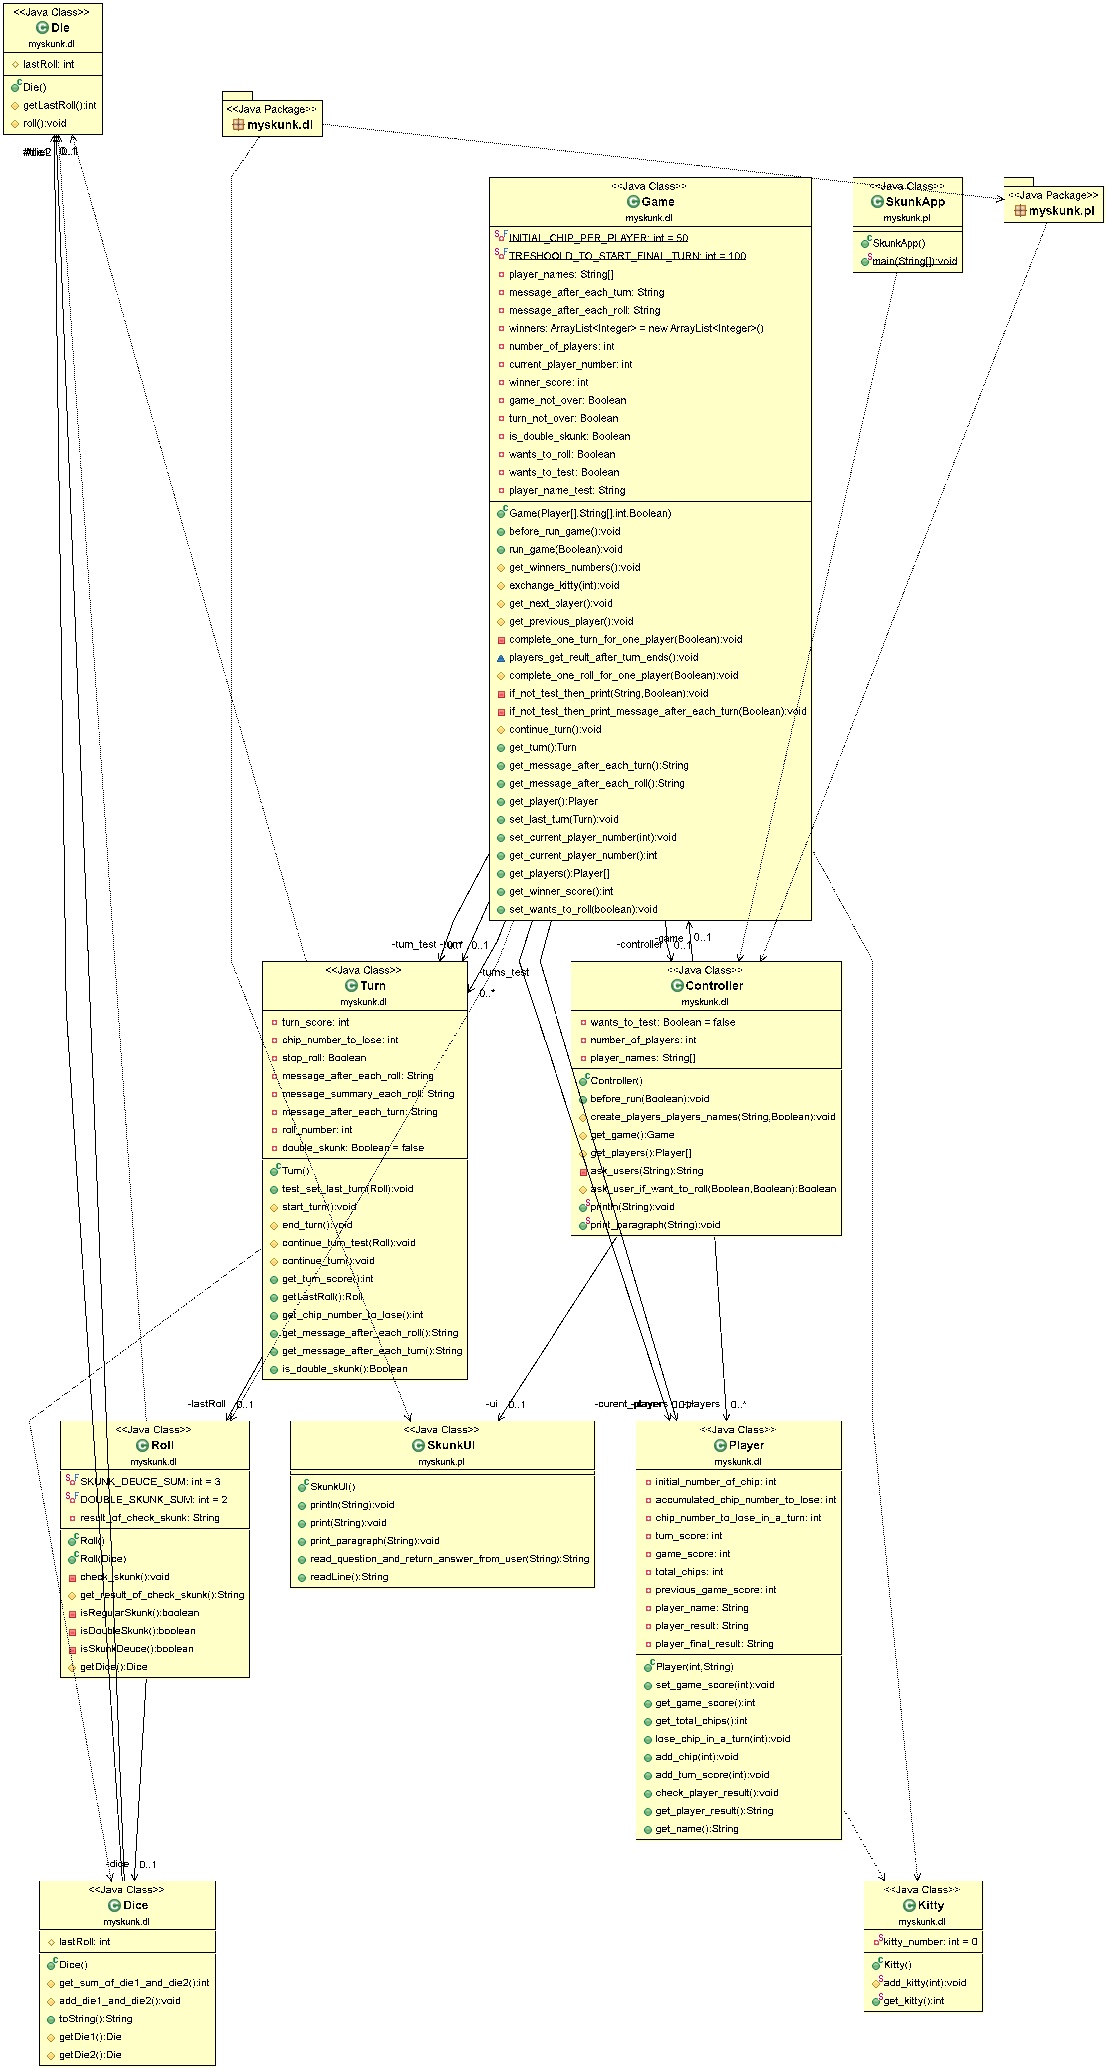 <<Java Class>>
Die
myskunk.dl
lastRoll: int
Die()
getLastRoll():int
roll():void
0..1
<<Java Package>>
myskunk.dl
<<Java Class>>
Game
myskunk.dl
INITIAL_CHIP_PER_PLAYER: int = 50
TRESHOOLD_TO_START_FINAL_TURN: int = 100
player_names: String[]
message_after_each_turn: String
message_after_each_roll: String
winners: ArrayList<Integer> = new ArrayList<Integer>()
number_of_players: int
current_player_number: int
winner_score: int
game_not_over: Boolean
turn_not_over: Boolean
is_double_skunk: Boolean
wants_to_roll: Boolean
wants_to_test: Boolean
player_name_test: String
Game(Player[],String[],int,Boolean)
before_run_game():void
run_game(Boolean):void
get_winners_numbers():void
exchange_kitty(int):void
get_next_player():void
get_previous_player():void
complete_one_turn_for_one_player(Boolean):void
players_get_reult_after_turn_ends():void
complete_one_roll_for_one_player(Boolean):void
if_not_test_then_print(String,Boolean):void
if_not_test_then_print_message_after_each_turn(Boolean):void
continue_turn():void
get_turn():Turn
get_message_after_each_turn():String
get_message_after_each_roll():String
get_player():Player
set_last_turn(Turn):void
set_current_player_number(int):void
get_current_player_number():int
get_players():Player[]
get_winner_score():int
set_wants_to_roll(boolean):void
<<Java Class>>
SkunkApp
myskunk.pl
SkunkApp()
main(String[]):void
<<Java Package>>
myskunk.pl
-turn_test
0..1
-turns_test
0..*
-controller
0..1
-game
0..1
<<Java Class>>
Turn
myskunk.dl
turn_score: int
chip_number_to_lose: int
stop_roll: Boolean
message_after_each_roll: String
message_summary_each_roll: String
message_after_each_turn: String
roll_number: int
double_skunk: Boolean = false
Turn()
test_set_last_turn(Roll):void
start_turn():void
end_turn():void
continue_turn_test(Roll):void
continue_turn():void
get_turn_score():int
getLastRoll():Roll
get_chip_number_to_lose():int
get_message_after_each_roll():String
get_message_after_each_turn():String
is_double_skunk():Boolean
<<Java Class>>
Controller
myskunk.dl
wants_to_test: Boolean = false
number_of_players: int
player_names: String[]
Controller()
before_run(Boolean):void
create_players_players_names(String,Boolean):void
get_game():Game
get_players():Player[]
ask_users(String):String
ask_user_if_want_to_roll(Boolean,Boolean):Boolean
println(String):void
print_paragraph(String):void
-lastRoll
0..1
-ui
0..1
-players
0..*
<<Java Class>>
Roll
myskunk.dl
SKUNK_DEUCE_SUM: int = 3
DOUBLE_SKUNK_SUM: int = 2
result_of_check_skunk: String
Roll()
Roll(Dice)
check_skunk():void
get_result_of_check_skunk():String
isRegularSkunk():boolean
isDoubleSkunk():boolean
isSkunkDeuce():boolean
getDice():Dice
<<Java Class>>
SkunkUI
myskunk.pl
SkunkUI()
println(String):void
print(String):void
print_paragraph(String):void
read_question_and_return_answer_from_user(String):String
readLine():String
<<Java Class>>
Player
myskunk.dl
initial_number_of_chip: int
accumulated_chip_number_to_lose: int
chip_number_to_lose_in_a_turn: int
turn_score: int
game_score: int
total_chips: int
previous_game_score: int
player_name: String
player_result: String
player_final_result: String
Player(int,String)
set_game_score(int):void
get_game_score():int
get_total_chips():int
lose_chip_in_a_turn(int):void
add_chip(int):void
add_turn_score(int):void
check_player_result():void
get_player_result():String
get_name():String
-dice
0..1
<<Java Class>>
Dice
myskunk.dl
lastRoll: int
Dice()
get_sum_of_die1_and_die2():int
add_die1_and_die2():void
toString():String
getDie1():Die
getDie2():Die
<<Java Class>>
Kitty
myskunk.dl
kitty_number: int = 0
Kitty()
add_kitty(int):void
get_kitty():int